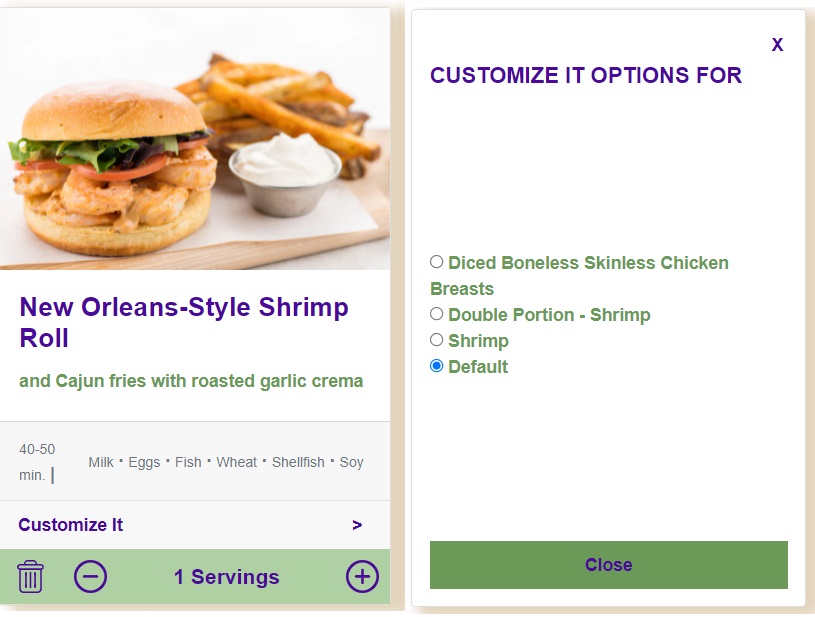 New Orleans-Style Shrimp
Roll
and Cajun fries with roasted garlic crema
40-50
min. |
Milk · Eggs · Fish · Wheat · Shellfish · Soy
Customize It >
1 Servings
X
CUSTOMIZE IT OPTIONS FOR
Diced Boneless Skinless Chicken
Breasts
Double Portion - Shrimp
Shrimp
Default
Close